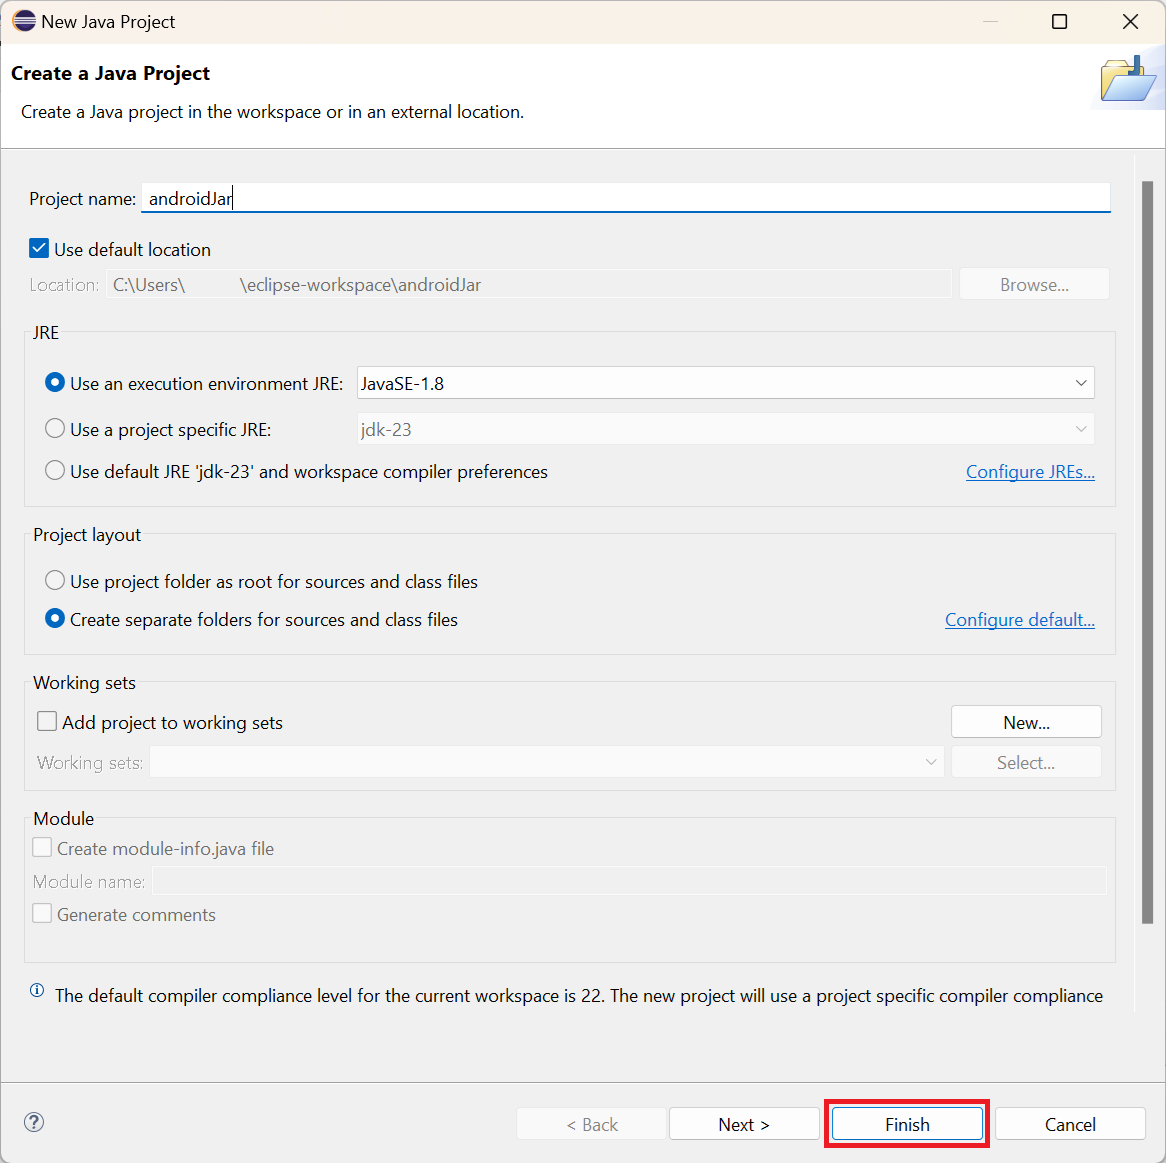 New Java Project
Create a Java Project
Create a Java project in the workspace or in an external location.
Project name: androidJar
Use default location
Location: C:\Users\ \eclipse-workspace\androidJar Browse...
JRE
Use an execution environment JRE: JavaSE-1.8
Use a project specific JRE: jdk-23
Use default JRE 'jdk-23' and workspace compiler preferences Configure JREs...
Project layout
Use project folder as root for sources and class files
Create separate folders for sources and class files Configure default...
Working sets
Add project to working sets New...
Working sets: Select...
Module
Create module-info.java file
Module name:
Generate comments
The default compiler compliance level for the current workspace is 22. The new project will use a project specific compiler compliance
< Back Next > Finish Cancel